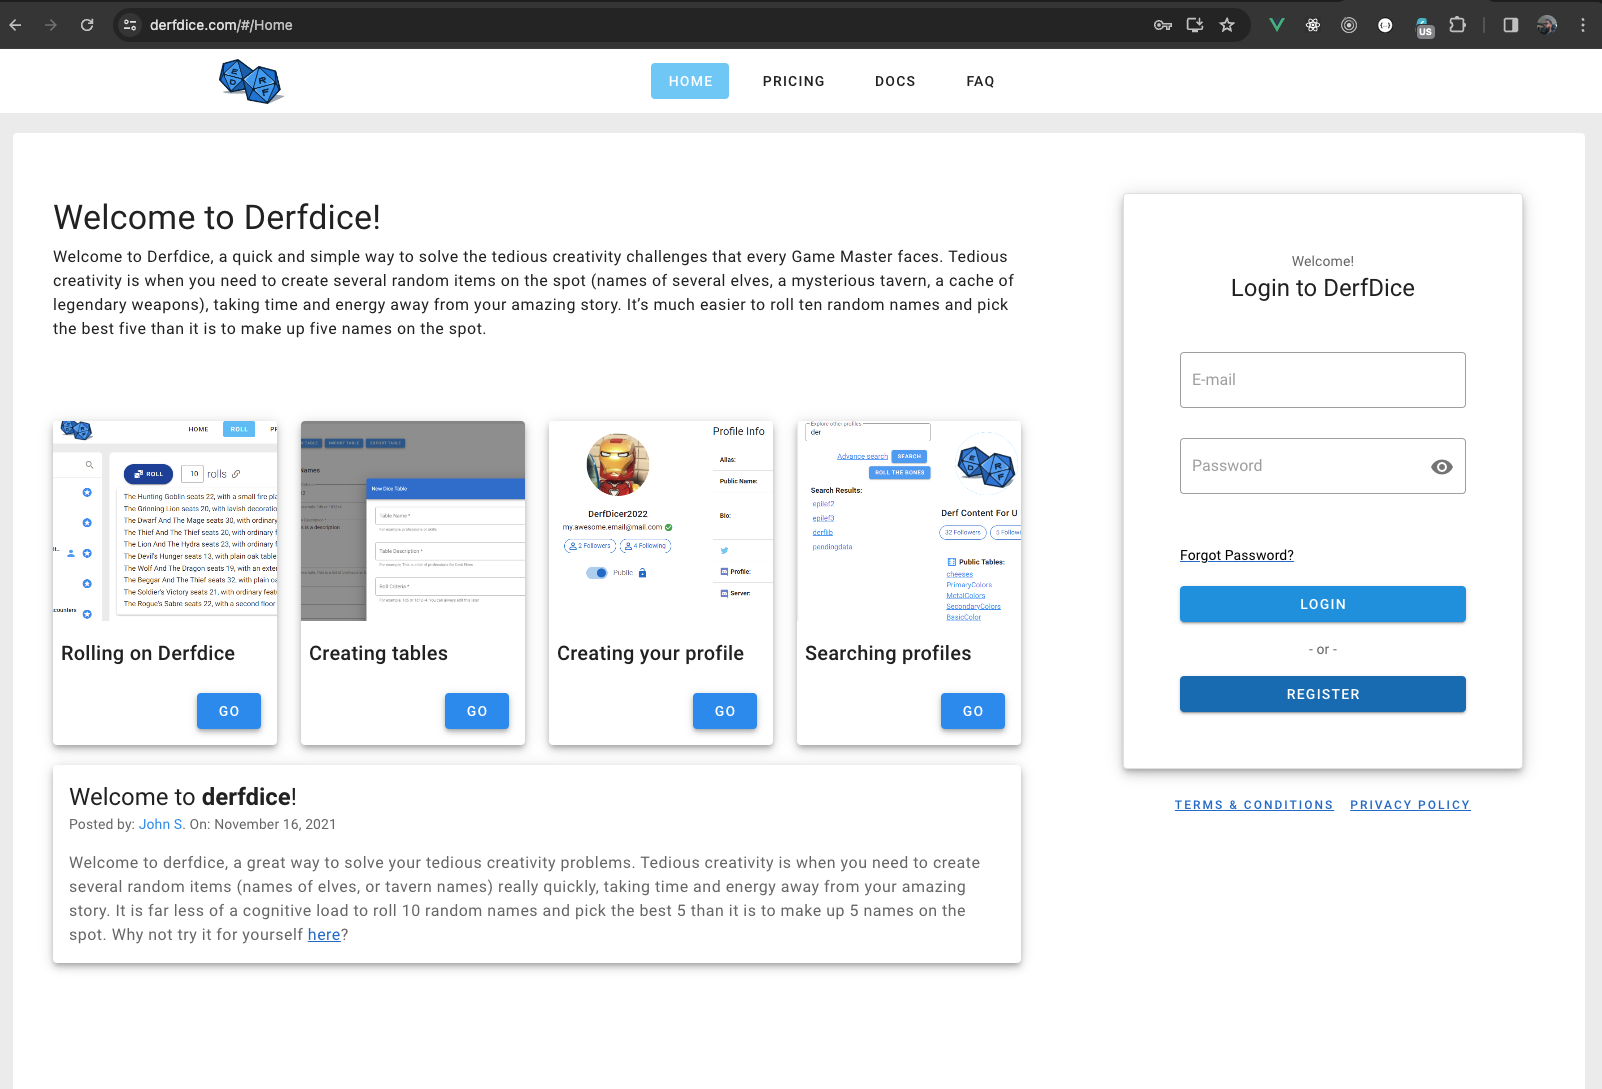 derfdice.com/#/Home
US
E
D
R
F
HOME
PRICING
DOCS
FAQ
Welcome to Derfdice!
Welcome to Derfdice, a quick and simple way to solve the tedious creativity challenges that every Game Master faces. Tedious
creativity is when you need to create several random items on the spot (names of several elves, a mysterious tavern, a cache of
legendary weapons), taking time and energy away from your amazing story. It’s much easier to roll ten random names and pick
the best five than it is to make up five names on the spot.
HOME
ROLL
ROLL
10 rolls
The Hunting Goblin seats 22, with a small fire pla
The Grinning Lion seats 20, with lavish decoratio
The Dwarf And The Mage seats 30, with ordinary
The Thief And The Thief seats 20, with ordinary f
The Lion And The Hydra seats 23, with ordinary f
The Devil's Hunger seats 13, with plain oak table
The Wolf And The Dragon seats 19, with an exter
The Beggar And The Thief seats 32, with plain oa
The Soldier's Victory seats 21, with ordinary feat
The Rogue's Sabre seats 22, with a second floor
counters
Rolling on Derfdice
GO
IMPORT TABLE
EXPORT TABLE
New Dice Table
Table Name *
Table Description *
Roll Criteria *
Creating tables
GO
Profile Info
Alias:
Public Name:
Bio:
DerfDicer2022
my.awesome.email@mail.com
2 Followers
4 Following
Public
Profile:
Server:
Creating your profile
GO
Explore other profiles
der
Advance search
SEARCH
ROLL THE BONES
Search Results:
epilef2
epilef3
derflib
pendingdata
Derf Content For U
32 Followers
3 Follow
Public Tables:
cheeses
PrimaryColors
MetalColors
SecondaryColors
BasicColor
Searching profiles
GO
Welcome to derfdice!
Posted by: John S. On: November 16, 2021
Welcome to derfdice, a great way to solve your tedious creativity problems. Tedious creativity is when you need to create
several random items (names of elves, or tavern names) really quickly, taking time and energy away from your amazing
story. It is far less of a cognitive load to roll 10 random names and pick the best 5 than it is to make up 5 names on the
spot. Why not try it for yourself here?
Welcome!
Login to DerfDice
E-mail
Password
Forgot Password?
LOGIN
- or -
REGISTER
TERMS & CONDITIONS
PRIVACY POLICY